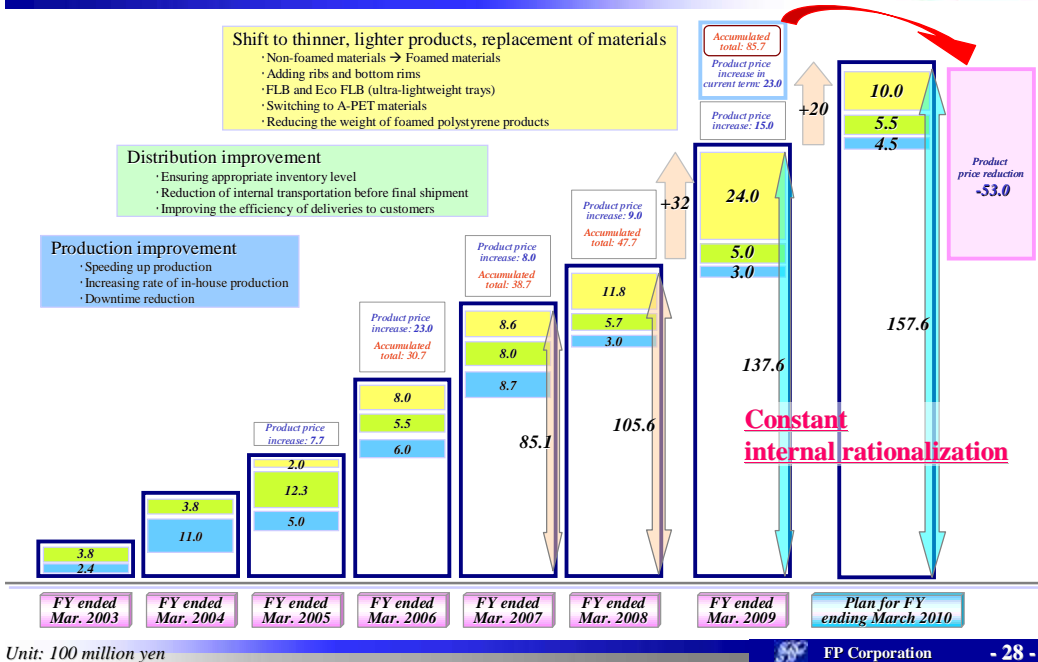 Shift to thinner, lighter products, replacement of materials
·Non-foamed materials → Foamed materials
·Adding ribs and bottom rims
·FLB and Eco FLB (ultra-lightweight trays)
·Switching to A-PET materials
·Reducing the weight of foamed polystyrene products
Distribution improvement
·Ensuring appropriate inventory level
·Reduction of internal transportation before final shipment
·Improving the efficiency of deliveries to customers
Production improvement
·Speeding up production
·Increasing rate of in-house production
·Downtime reduction
3.8
2.4
3.8
11.0
Product price
increase: 7.7
2.0
12.3
5.0
Product price
increase: 23.0
Accumulated
total: 30.7
8.0
5.5
6.0
Product price
increase: 8.0
Accumulated
total: 38.7
8.6
8.0
8.7
85.1
Product price
increase: 9.0
Accumulated
total: 47.7
11.8
5.7
3.0
105.6
+32
Accumulated
total: 85.7
Product price
increase in
current term: 23.0
Product price
increase: 15.0
24.0
5.0
3.0
137.6
+20
10.0
5.5
4.5
157.6
Product
price reduction
-53.0
Constant
internal rationalization
FY ended
Mar. 2003
FY ended
Mar. 2004
FY ended
Mar. 2005
FY ended
Mar. 2006
FY ended
Mar. 2007
FY ended
Mar. 2008
FY ended
Mar. 2009
Plan for FY
ending March 2010
Unit: 100 million yen
FP Corporation
- 28 -